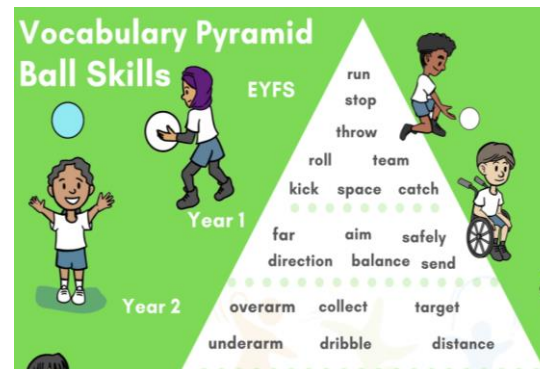 Vocabulary Pyramid
Ball Skills
EYFS
run
stop
throw
roll team
kick space catch
Year 1
far aim safely
direction balance send
Year 2
overarm collect target
underarm dribble distance